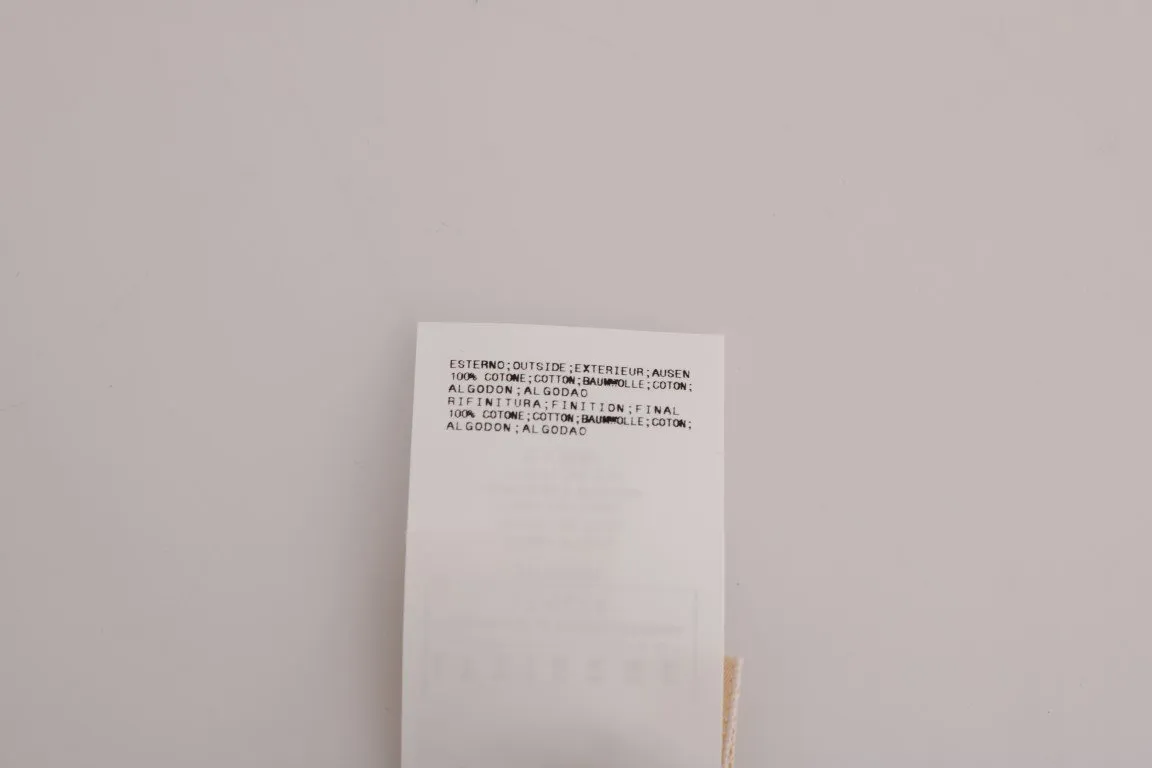 ESTERNO;OUTSIDE;EXTERIEUR;AUSEN
100% COTONE;COTTON;BAUMWOLLE;COTON;
ALGODON;ALGODAO
RIFINITURA;FINITION;FINAL
100% COTONE;COTTON;BAUMWOLLE;COTON;
ALGODON;ALGODAO